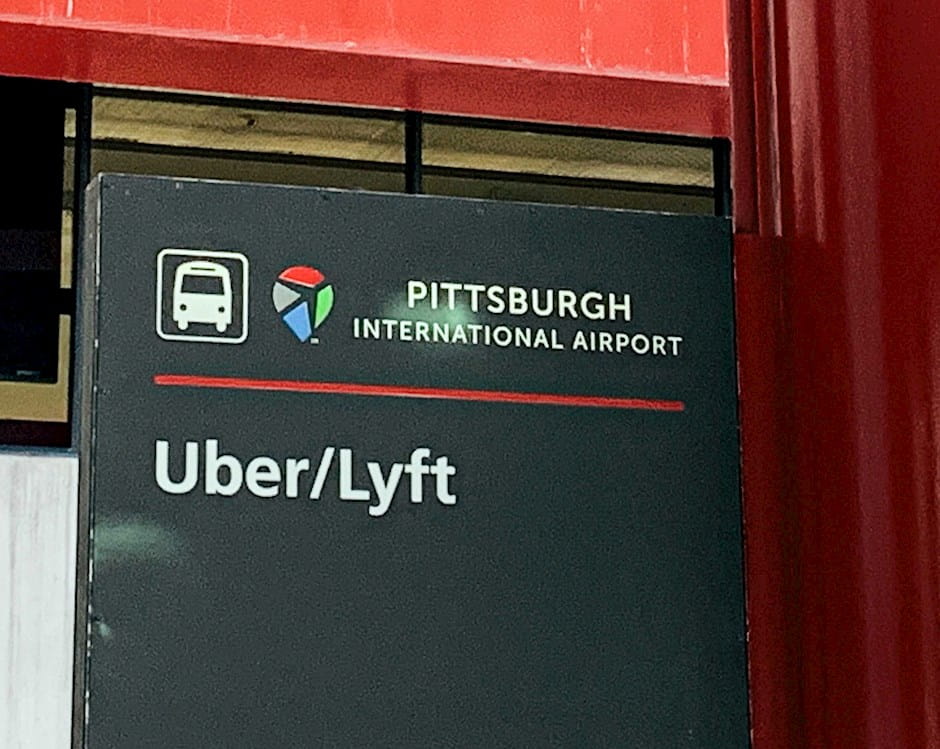 PITTSBURGH
INTERNATIONAL AIRPORT
Uber/Lyft